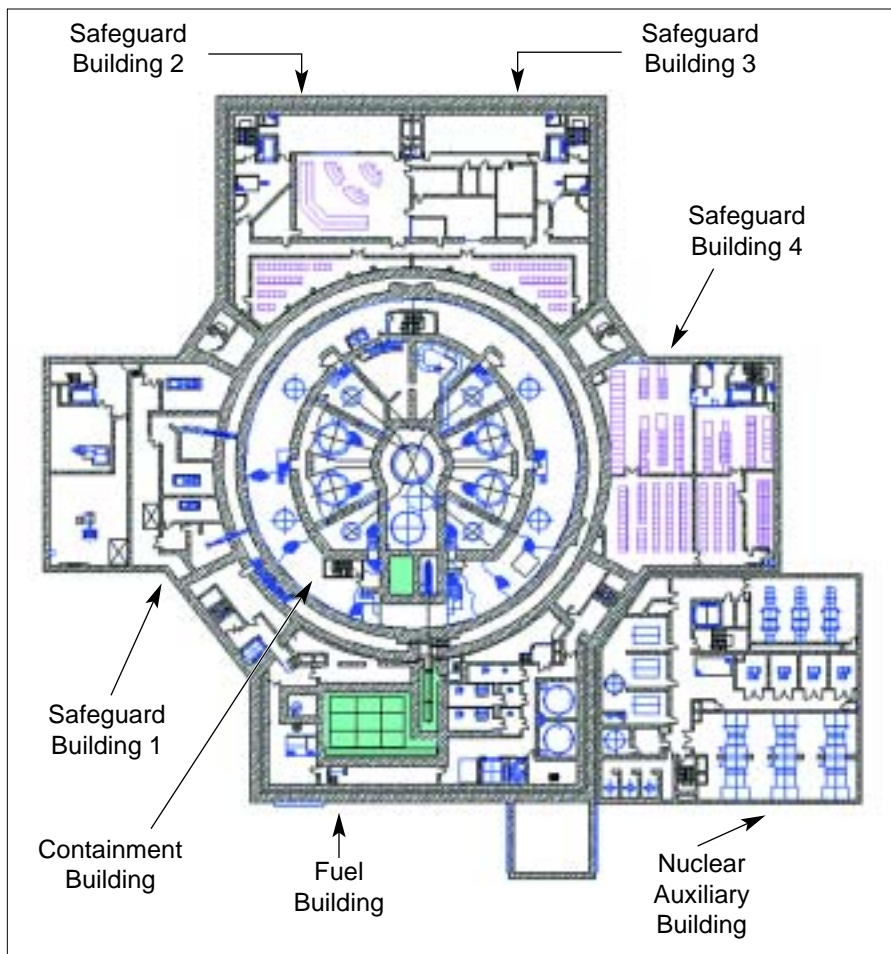 Safeguard
Building 2
Safeguard
Building 3
Safeguard
Building 4
Safeguard
Building 1
Containment
Building
Fuel
Building
Nuclear
Auxiliary
Building